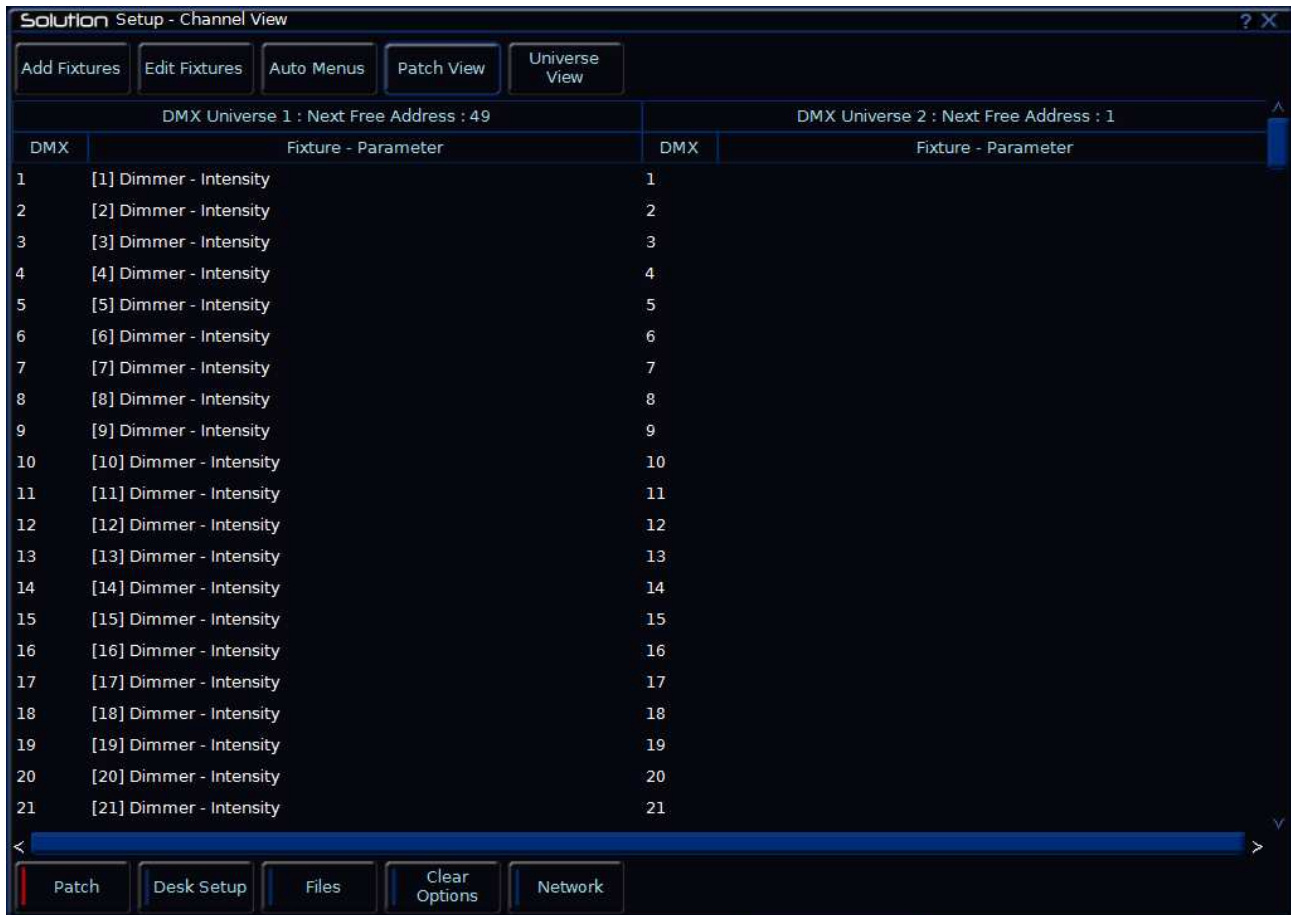 Solution Setup - Channel View ? X
Add Fixtures Edit Fixtures Auto Menus Patch View Universe View
DMX Universe 1 : Next Free Address : 49 DMX Universe 2 : Next Free Address : 1
DMX Fixture - Parameter DMX Fixture - Parameter
1 [1] Dimmer - Intensity 1
2 [2] Dimmer - Intensity 2
3 [3] Dimmer - Intensity 3
4 [4] Dimmer - Intensity 4
5 [5] Dimmer - Intensity 5
6 [6] Dimmer - Intensity 6
7 [7] Dimmer - Intensity 7
8 [8] Dimmer - Intensity 8
9 [9] Dimmer - Intensity 9
10 [10] Dimmer - Intensity 10
11 [11] Dimmer - Intensity 11
12 [12] Dimmer - Intensity 12
13 [13] Dimmer - Intensity 13
14 [14] Dimmer - Intensity 14
15 [15] Dimmer - Intensity 15
16 [16] Dimmer - Intensity 16
17 [17] Dimmer - Intensity 17
18 [18] Dimmer - Intensity 18
19 [19] Dimmer - Intensity 19
20 [20] Dimmer - Intensity 20
21 [21] Dimmer - Intensity 21
Patch Desk Setup Files Clear Options Network